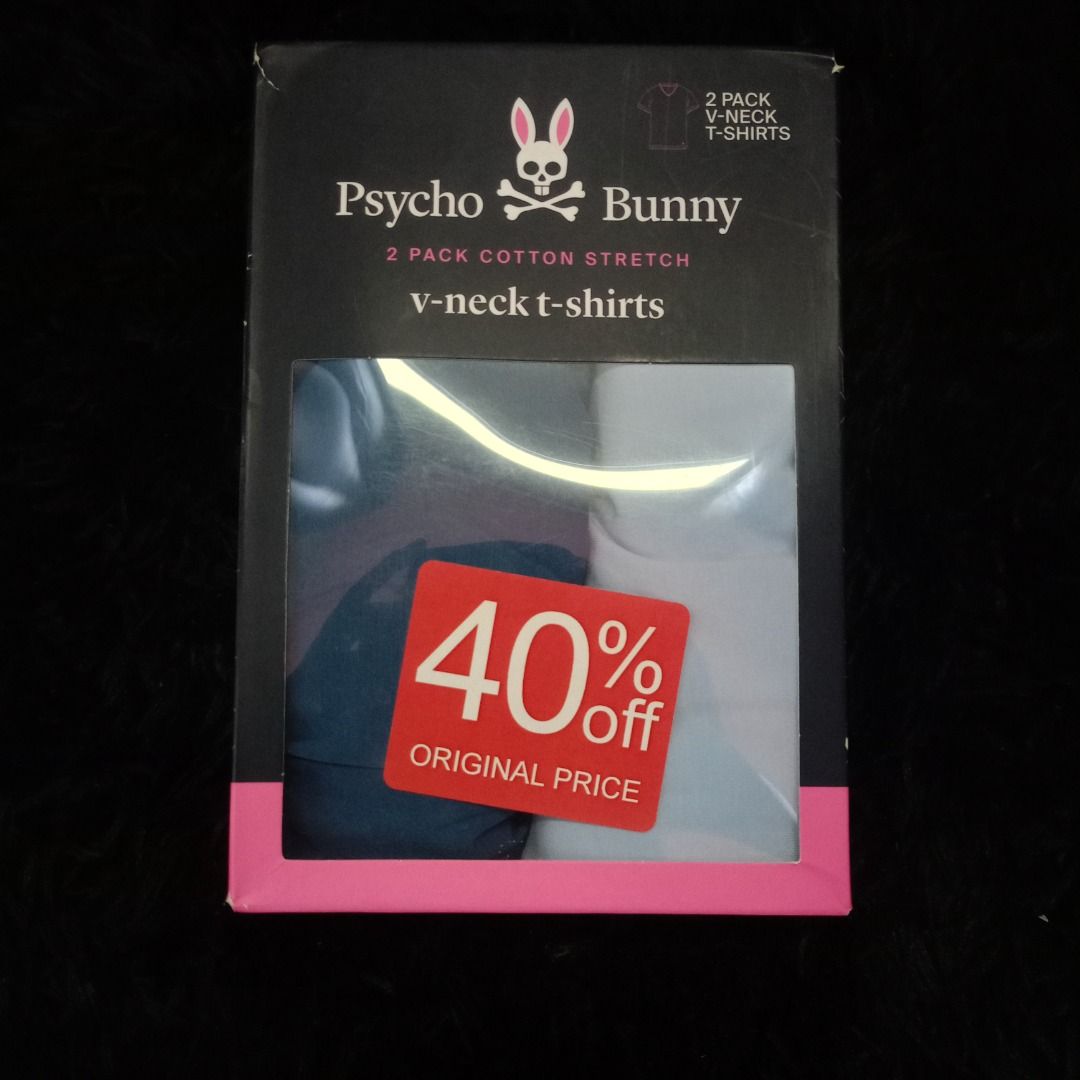 2 PACK
V-NECK
T-SHIRTS
Psycho Bunny
2 PACK COTTON STRETCH
v-neck t-shirts
40% off
ORIGINAL PRICE